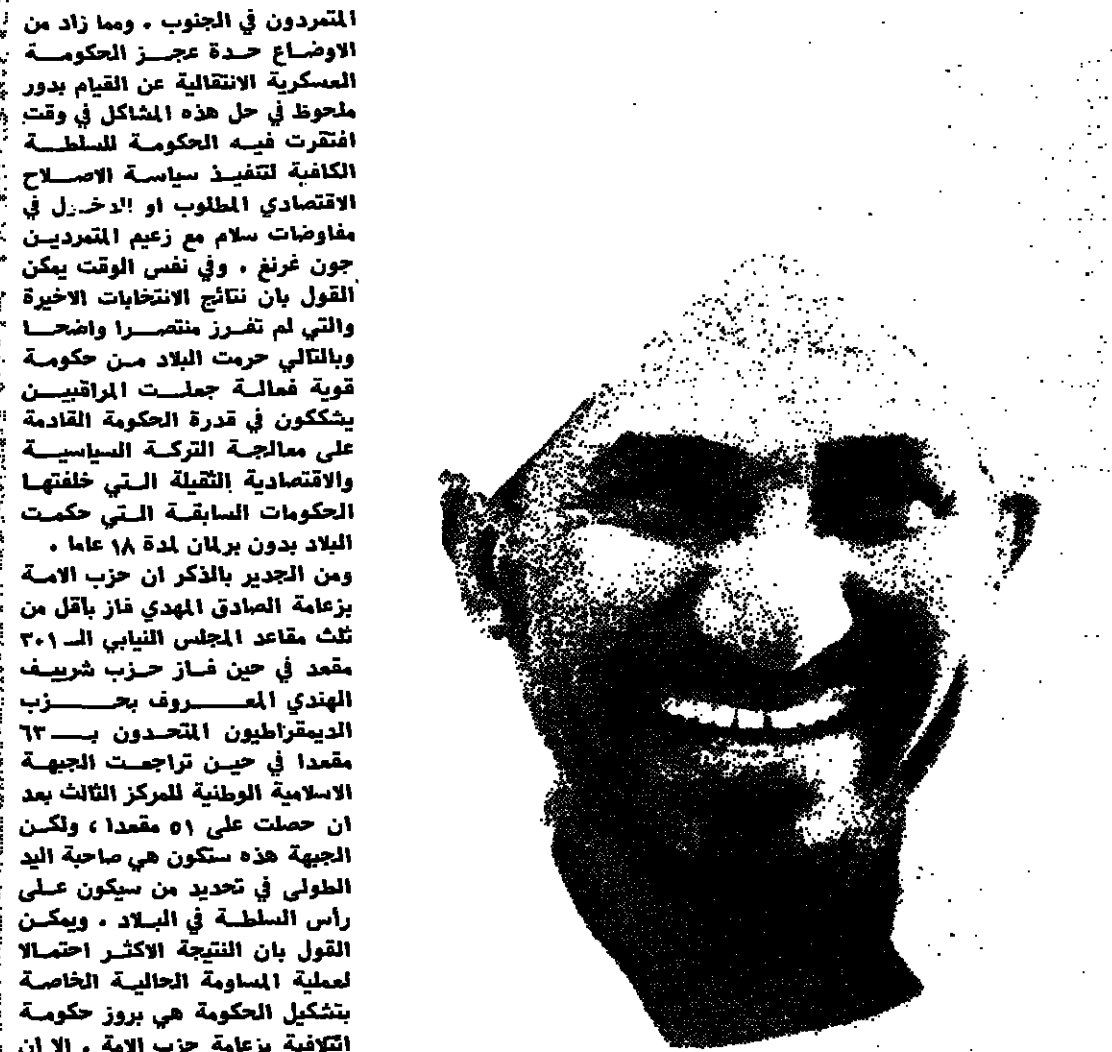 المتمردون في الجنوب . ومما زاد من
الاوضاع حدة عجز الحكومة
العسكرية الانتقالية عن القيام بدور
ملحوظ في حل هذه المشاكل في وقت
افتقرت فيه الحكومة للسلطة
الكافية لتنفيذ سياسة الاصلاح
الاقتصادي المطلوب او الدخول في
مفاوضات سلام مع زعيم المتمردين
جون غرنغ . وفي نفس الوقت يمكن
القول بان نتائج الانتخابات الاخيرة
والتي لم تفرز منتصرا واضحا
وبالتالي حرمت البلاد من حكومة
قوية فعالة جعلت المراقبين
يشككون في قدرة الحكومة القادمة
على معالجة التركة السياسية
والاقتصادية الثقيلة التي خلفتها
الحكومات السابقة التي حكمت
البلاد بدون برلمان لمدة ١٨ عاما .
ومن الجدير بالذكر ان حزب الامة
بزعامة الصادق المهدي فاز باقل من
ثلث مقاعد المجلس النيابي الـ ٣٠١
مقعد في حين فاز حزب شرييف
الهندي المعروف بحزب
الديمقراطيون المتحدون بـ ٦٣
مقعدا في حين تراجعت الجبهة
الاسلامية الوطنية للمركز الثالث بعد
ان حصلت على ٥١ مقعدا ، ولكن
الجبهة هذه ستكون هي صاحبة اليد
الطولى في تحديد من سيكون على
رأس السلطة في البلاد . ويمكن
القول بان النتيجة الاكثر احتمالا
لعملية المساومة الحالية الخاصة
بتشكيل الحكومة هي بروز حكومة
ائتلافية بزعامة حزب الامة . الا ان